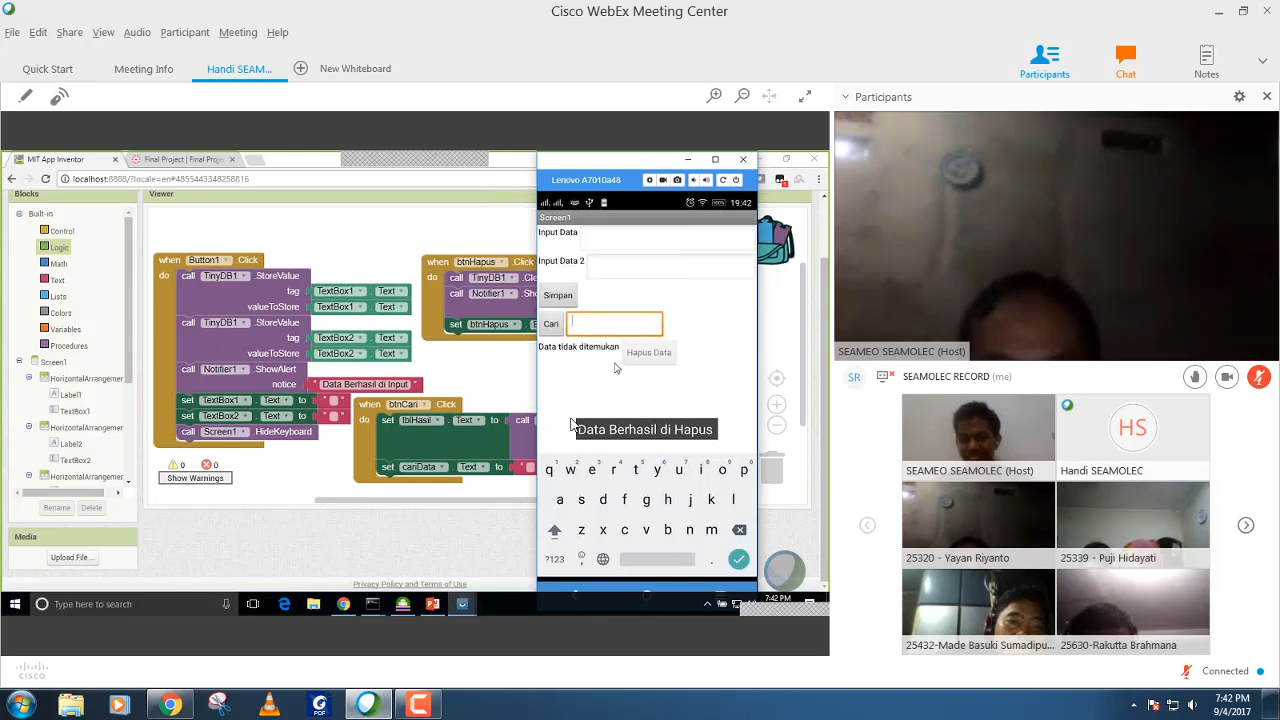 Cisco WebEx Meeting Center
File Edit Share View Audio Participant Meeting Help
Quick Start
Meeting Info
Handi SEAM...
New Whiteboard
Participants
Chat
Notes
Participants
MIT App Inventor
Final Project | Final Proje
localhost:8888/?locale=en#4855443348258816
Blocks
Viewer
Built-in
Control
Logic
Math
Text
Lists
Colors
Variables
Procedures
Screen1
HorizontalArrangemer
Label1
TextBox1
HorizontalArrangemer
Label2
TextBox2
HorizontalArrangemer
Rename
Delete
Media
Upload File ...
when Button1 .Click
do call TinyDB1 .StoreValue
tag TextBox1 . Text
valueToStore TextBox1 . Text
call TinyDB1 .StoreValue
tag TextBox2 . Text
valueToStore TextBox2 . Text
call Notifier1 .ShowAlert
notice " Data Berhasil di Input "
set TextBox1 . Text to " "
set TextBox2 . Text to " "
call Screen1 .HideKeyboard
0 0
Show Warnings
when btnHapus .Click
do call TinyDB1 .Cle
call Notifier1 .Sh
set btnHapus . E
when btnCari .Click
do set lblHasil . Text to call
set cariData . Text to "
Privacy Policy and Terms of Use
Lenovo A7010a48
19:42
Screen1
Input Data
Input Data 2
Simpan
Cari
Data tidak ditemukan
Hapus Data
Data Berhasil di Hapus
q w e r t y u i o p
a s d f g h j k l
z x c v b n m
?123 , .
Type here to search
7:42 PM
SEAMEO SEAMOLEC (Host)
SR
SEAMOLEC RECORD (me)
SEAMEO SEAMOLEC (Host)
HS
Handi SEAMOLEC
25320 - Yayan Riyanto
25339 - Puji Hidayati
25432-Made Basuki Sumadipu...
25630-Rakutta Brahmana
cisco
Connected
PDF
7:42 PM
9/4/2017